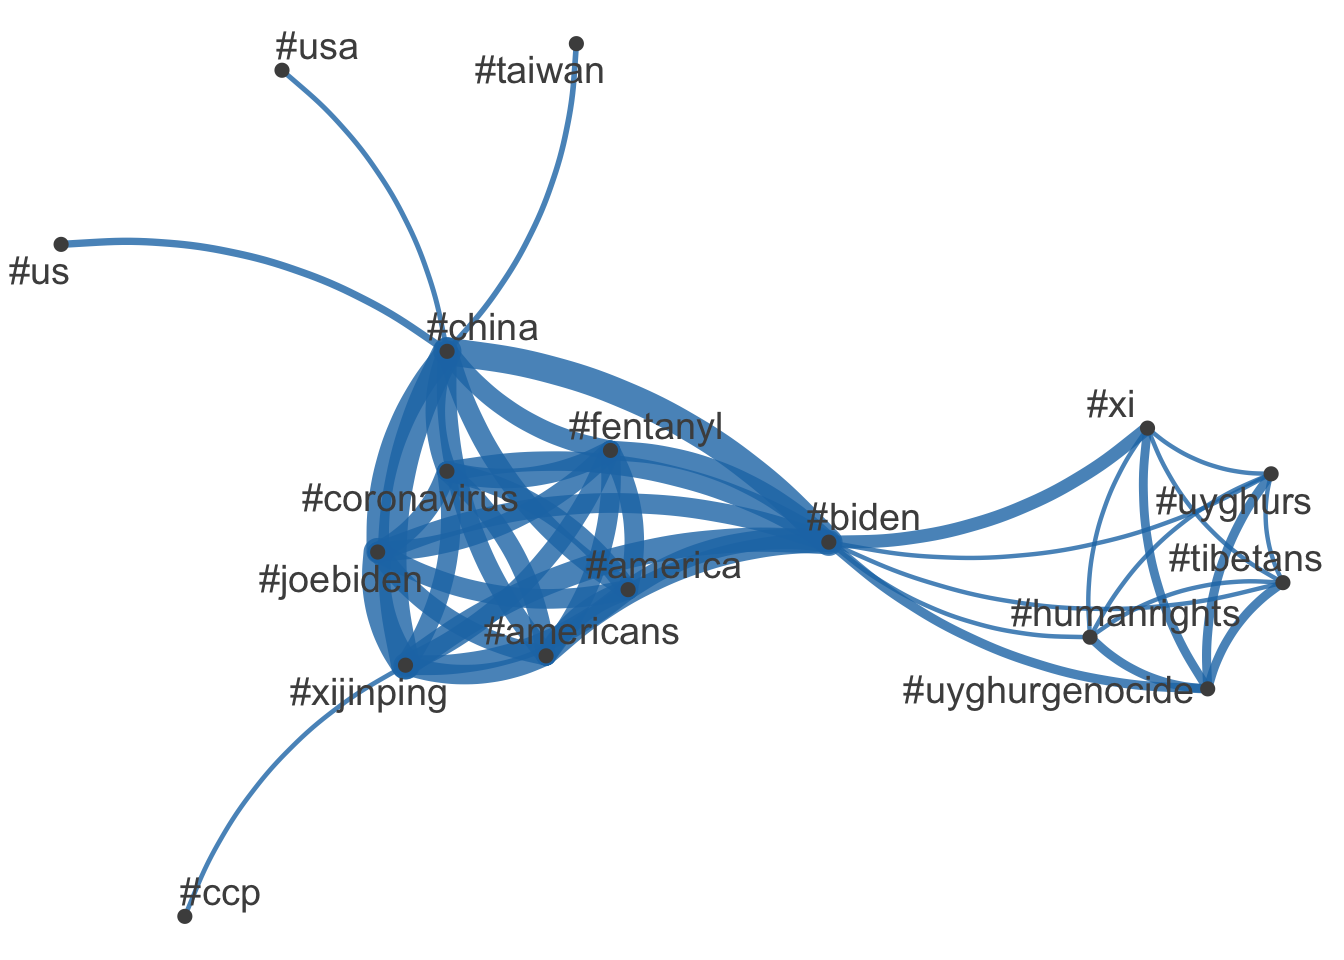 #usa
#taiwan
#us
#china
#xi
#fentanyl
#coronavirus
#uyghurs
#biden
#tibetans
#joebiden
#america
#humanrights
#americans
#xijinping
#uyghurgenocide
#ccp